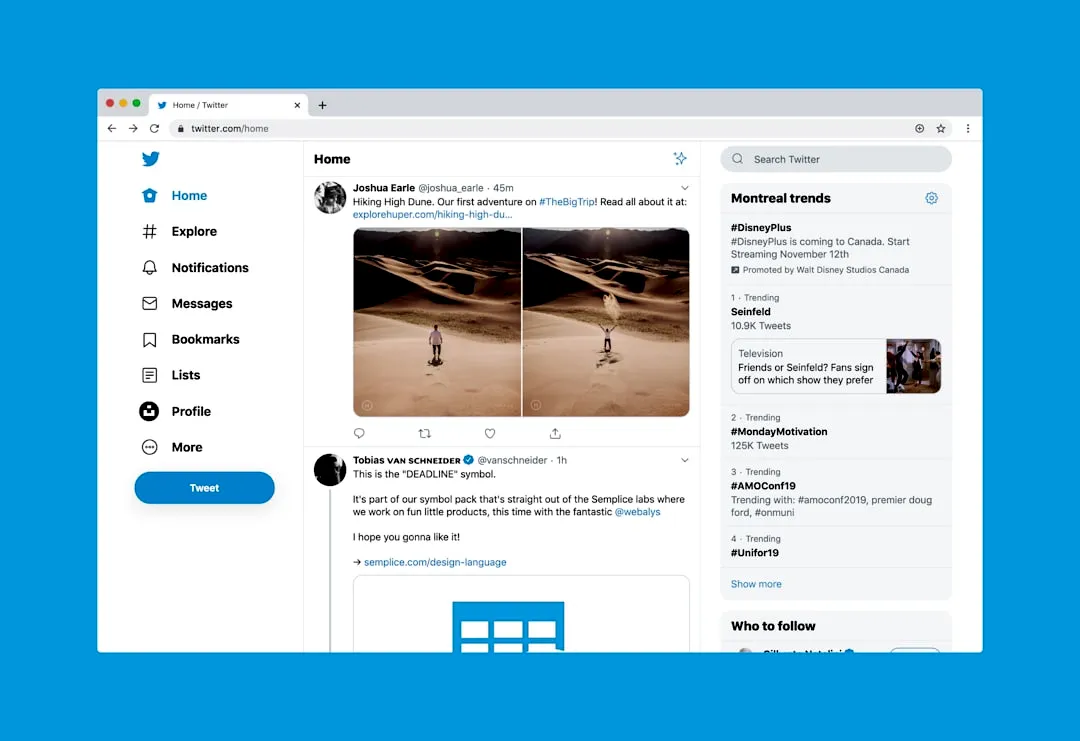 Home / Twitter
twitter.com/home
Home
Explore
Notifications
Messages
Bookmarks
Lists
Profile
More
Tweet
Home
Joshua Earle @joshua_earle · 45m
Hiking High Dune. Our first adventure on #TheBigTrip! Read all about it at:
explorehuper.com/hiking-high-du...
Tobias VAN SCHNEIDER @vanschneider · 1h
This is the "DEADLINE" symbol.
It's part of our symbol pack that's straight out of the Semplice labs where
we work on fun little products, this time with the fantastic @webalys
I hope you gonna like it!
→ semplice.com/design-language
Search Twitter
Montreal trends
#DisneyPlus
#DisneyPlus is coming to Canada. Start
Streaming November 12th
Promoted by Walt Disney Studios Canada
1 · Trending
Seinfeld
10.9K Tweets
Television
Friends or Seinfeld? Fans sign
off on which show they prefer
2 · Trending
#MondayMotivation
125K Tweets
3 · Trending
#AMOConf19
Trending with: #amoconf2019, premier doug
ford, #onmuni
4 · Trending
#Unifor19
Show more
Who to follow